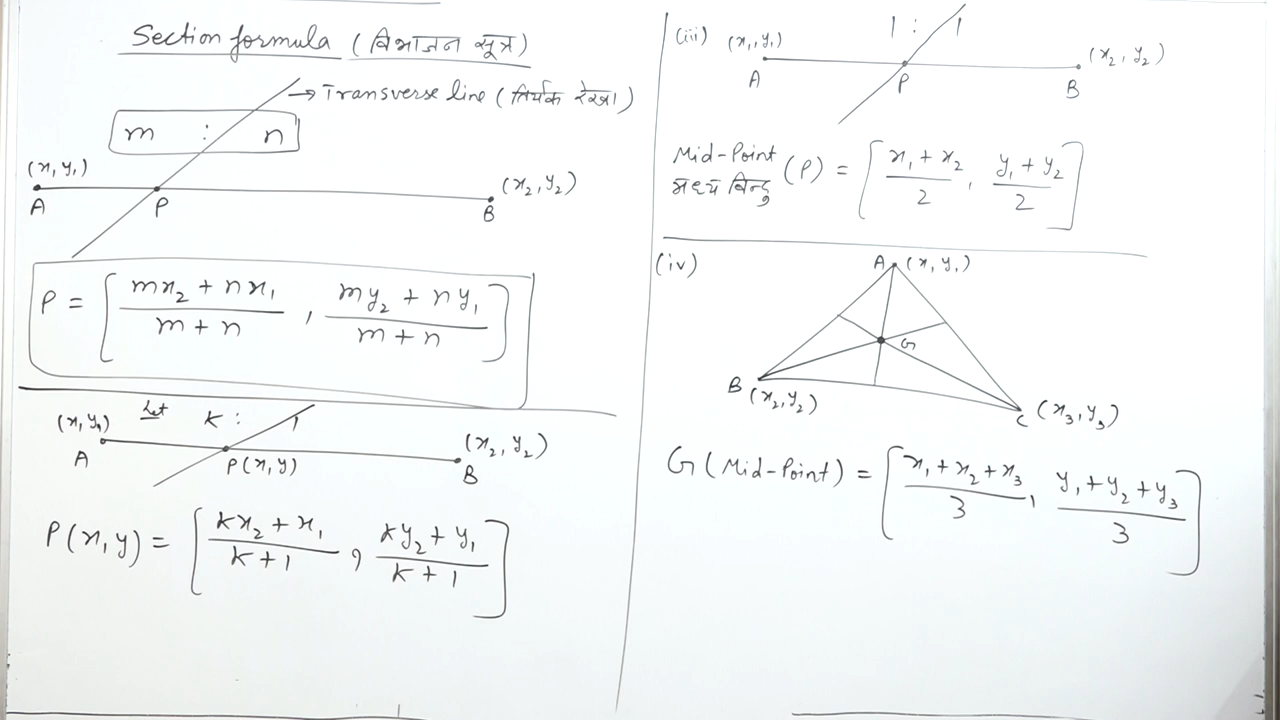 Section formula (विभाजन सूत्र)
→ Transverse line (तिर्यक रेखा)
m : n
(x, y₁)
(x₂, y₂)
A P B
P = [ (mx₂ + nx₁)/(m + n) , (my₂ + ny₁)/(m + n) ]
Let K : 1
(x₁, y₁)
(x₂, y₂)
A P(x, y) B
P(x, y) = [ (kx₂ + x₁)/(k + 1) , (ky₂ + y₁)/(k + 1) ]
(iii) 1 : 1
(x₁, y₁)
(x₂, y₂)
A P B
Mid-Point
मध्य बिन्दु (P) = [ (x₁ + x₂)/2 , (y₁ + y₂)/2 ]
(iv)
A (x, y₁)
G
B (x₂, y₂)
C (x₃, y₃)
G (Mid-Point) = [ (x₁ + x₂ + x₃)/3 , (y₁ + y₂ + y₃)/3 ]